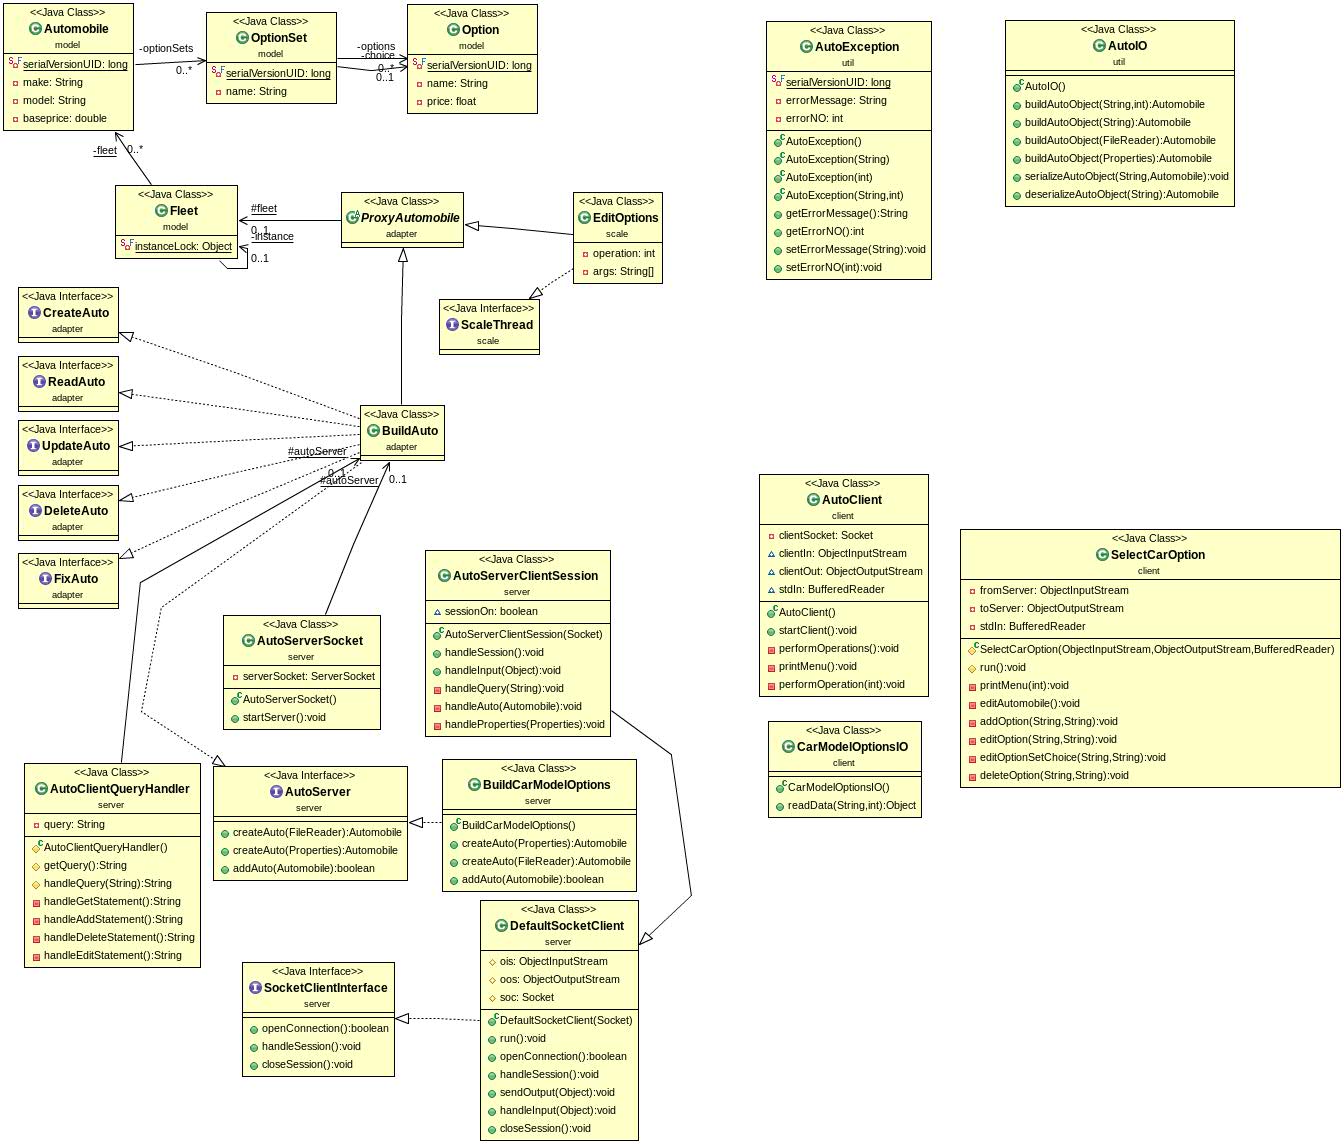 <<Java Class>>
Automobile
model
serialVersionUID: long
make: String
model: String
baseprice: double
-optionSets
0..*
<<Java Class>>
OptionSet
model
serialVersionUID: long
name: String
-options
-choice
0..*
0..1
<<Java Class>>
Option
model
serialVersionUID: long
name: String
price: float
<<Java Class>>
AutoException
util
serialVersionUID: long
errorMessage: String
errorNO: int
AutoException()
AutoException(String)
AutoException(int)
AutoException(String,int)
getErrorMessage():String
getErrorNO():int
setErrorMessage(String):void
setErrorNO(int):void
<<Java Class>>
AutoIO
util
AutoIO()
buildAutoObject(String,int):Automobile
buildAutoObject(String):Automobile
buildAutoObject(FileReader):Automobile
buildAutoObject(Properties):Automobile
serializeAutoObject(String,Automobile):void
deserializeAutoObject(String):Automobile
-fleet
0..*
<<Java Class>>
Fleet
model
instanceLock: Object
#fleet
0..1
-instance
0..1
<<Java Class>>
ProxyAutomobile
adapter
<<Java Class>>
EditOptions
scale
operation: int
args: String[]
<<Java Interface>>
ScaleThread
scale
<<Java Interface>>
CreateAuto
adapter
<<Java Interface>>
ReadAuto
adapter
<<Java Interface>>
UpdateAuto
adapter
<<Java Interface>>
DeleteAuto
adapter
<<Java Interface>>
FixAuto
adapter
<<Java Class>>
BuildAuto
adapter
#autoServer
0..1
#autoServer
0..1
<<Java Class>>
AutoServerSocket
server
serverSocket: ServerSocket
AutoServerSocket()
startServer():void
<<Java Class>>
AutoServerClientSession
server
sessionOn: boolean
AutoServerClientSession(Socket)
handleSession():void
handleInput(Object):void
handleQuery(String):void
handleAuto(Automobile):void
handleProperties(Properties):void
<<Java Class>>
AutoClient
client
clientSocket: Socket
clientIn: ObjectInputStream
clientOut: ObjectOutputStream
stdIn: BufferedReader
AutoClient()
startClient():void
performOperations():void
printMenu():void
performOperation(int):void
<<Java Class>>
SelectCarOption
client
fromServer: ObjectInputStream
toServer: ObjectOutputStream
stdIn: BufferedReader
SelectCarOption(ObjectInputStream,ObjectOutputStream,BufferedReader)
run():void
printMenu(int):void
editAutomobile():void
addOption(String,String):void
editOption(String,String):void
editOptionSetChoice(String,String):void
deleteOption(String,String):void
<<Java Class>>
CarModelOptionsIO
client
CarModelOptionsIO()
readData(String,int):Object
<<Java Class>>
AutoClientQueryHandler
server
query: String
AutoClientQueryHandler()
getQuery():String
handleQuery(String):String
handleGetStatement():String
handleAddStatement():String
handleDeleteStatement():String
handleEditStatement():String
<<Java Interface>>
AutoServer
server
createAuto(FileReader):Automobile
createAuto(Properties):Automobile
addAuto(Automobile):boolean
<<Java Class>>
BuildCarModelOptions
server
BuildCarModelOptions()
createAuto(Properties):Automobile
createAuto(FileReader):Automobile
addAuto(Automobile):boolean
<<Java Interface>>
SocketClientInterface
server
openConnection():boolean
handleSession():void
closeSession():void
<<Java Class>>
DefaultSocketClient
server
ois: ObjectInputStream
oos: ObjectOutputStream
soc: Socket
DefaultSocketClient(Socket)
run():void
openConnection():boolean
handleSession():void
sendOutput(Object):void
handleInput(Object):void
closeSession():void